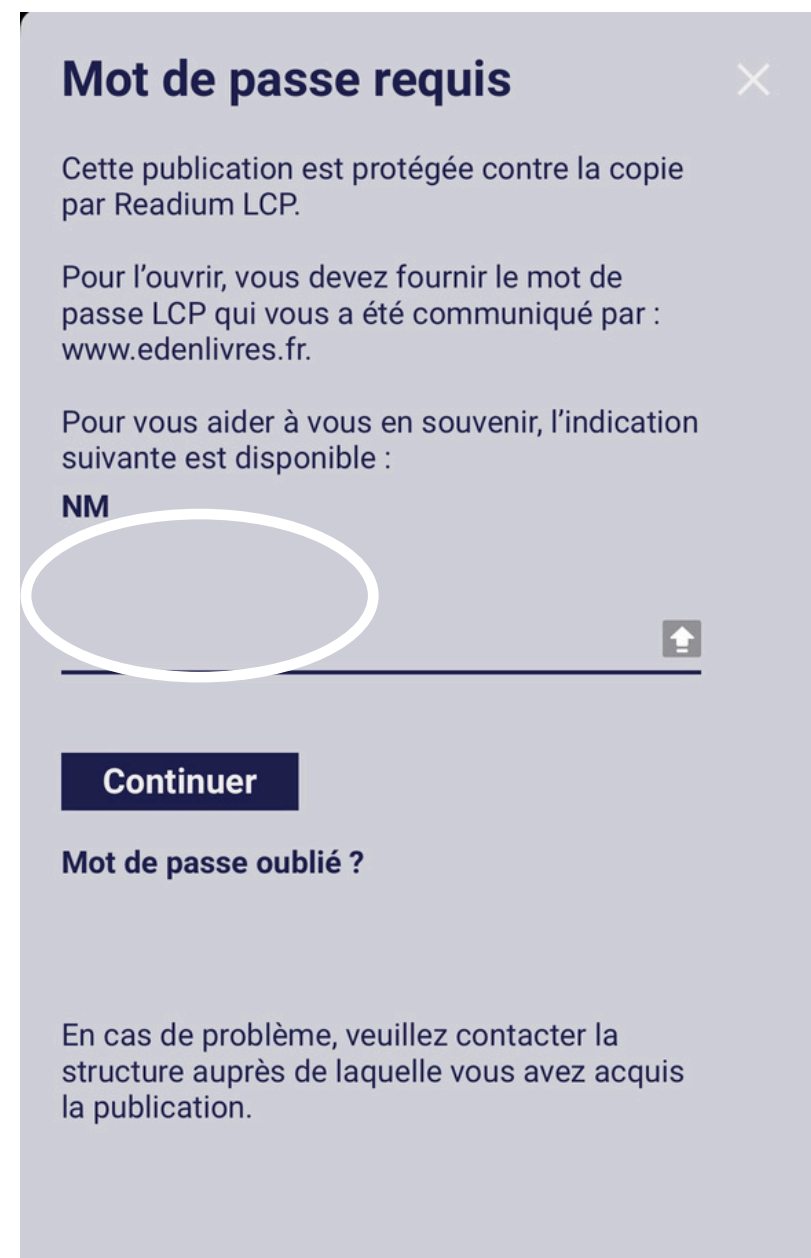 Mot de passe requis
Cette publication est protégée contre la copie
par Readium LCP.
Pour l’ouvrir, vous devez fournir le mot de
passe LCP qui vous a été communiqué par :
www.edenlivres.fr.
Pour vous aider à vous en souvenir, l’indication
suivante est disponible :
NM
Continuer
Mot de passe oublié ?
En cas de problème, veuillez contacter la
structure auprès de laquelle vous avez acquis
la publication.